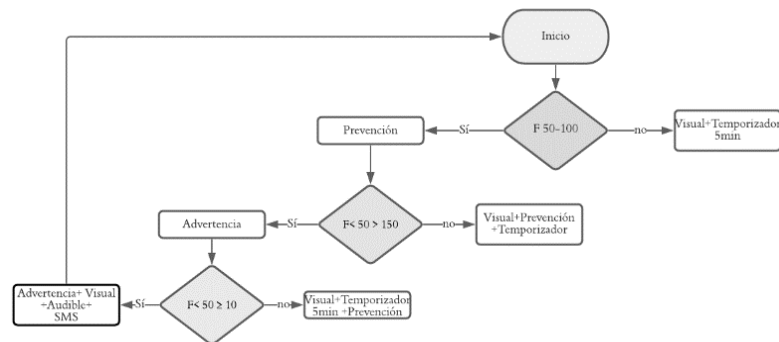 Inicio
F 50-100
Sí
no
Prevención
Visual+Temporizador
5min
F< 50 > 150
Sí
no
Advertencia
Visual+Prevención
+Temporizador
F< 50 ≥ 10
Sí
no
Advertencia+ Visual
+Audible+
SMS
Visual+Temporizador
5min +Prevención